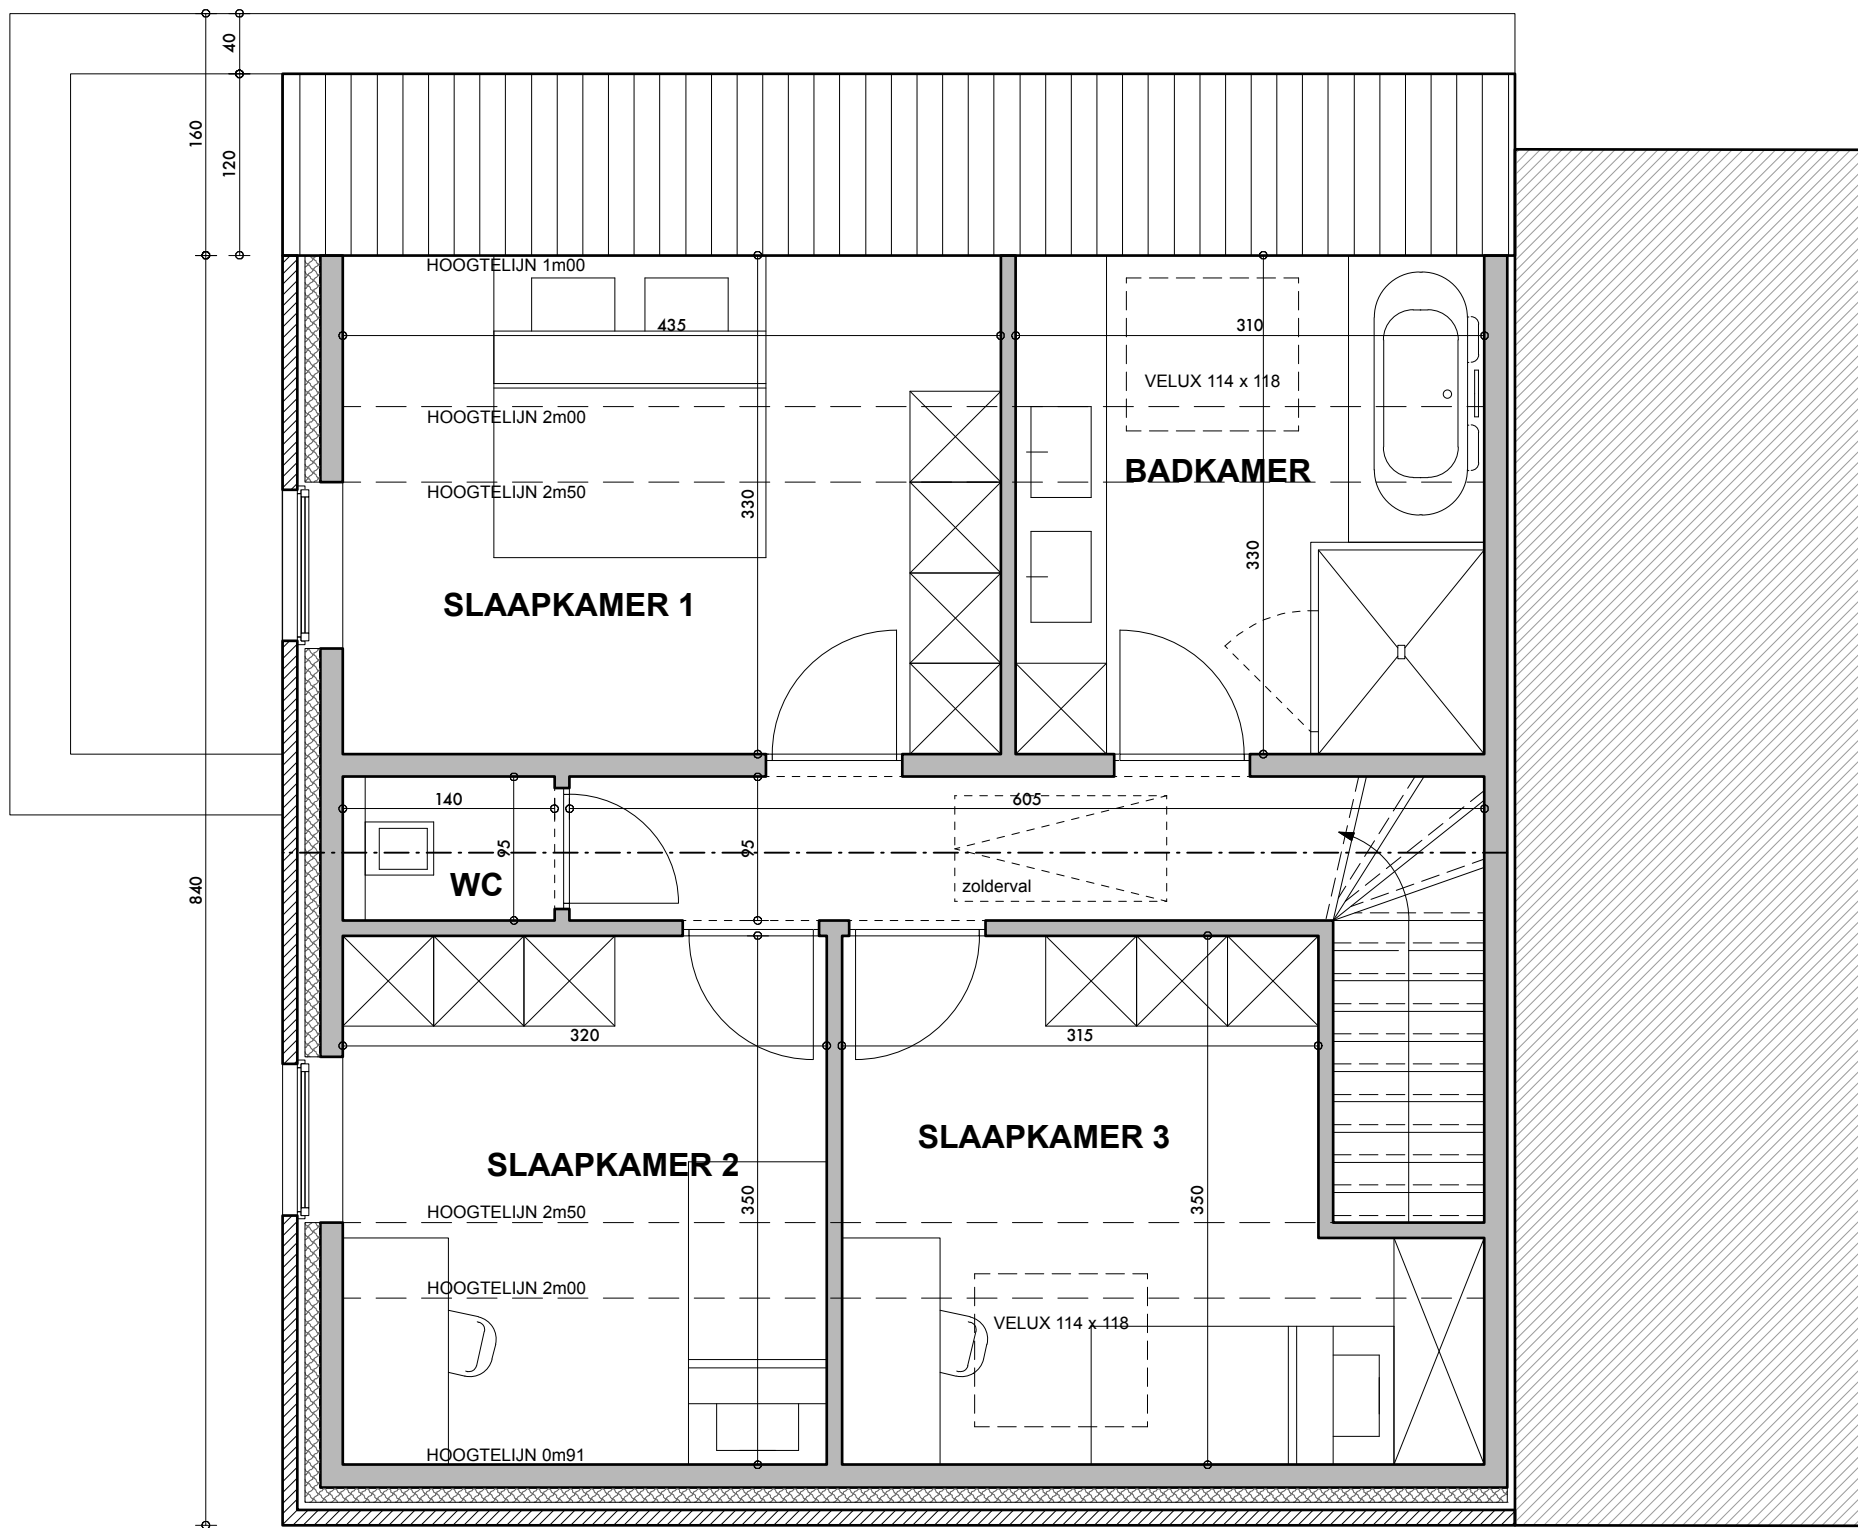 40
160
120
HOOGTELIJN 1m00
435
310
VELUX 114 x 118
HOOGTELIJN 2m00
BADKAMER
HOOGTELIJN 2m50
330
330
SLAAPKAMER 1
140
605
95
95
WC
zolderval
840
320
315
SLAAPKAMER 3
SLAAPKAMER 2
350
350
HOOGTELIJN 2m50
HOOGTELIJN 2m00
VELUX 114 x 118
HOOGTELIJN 0m91